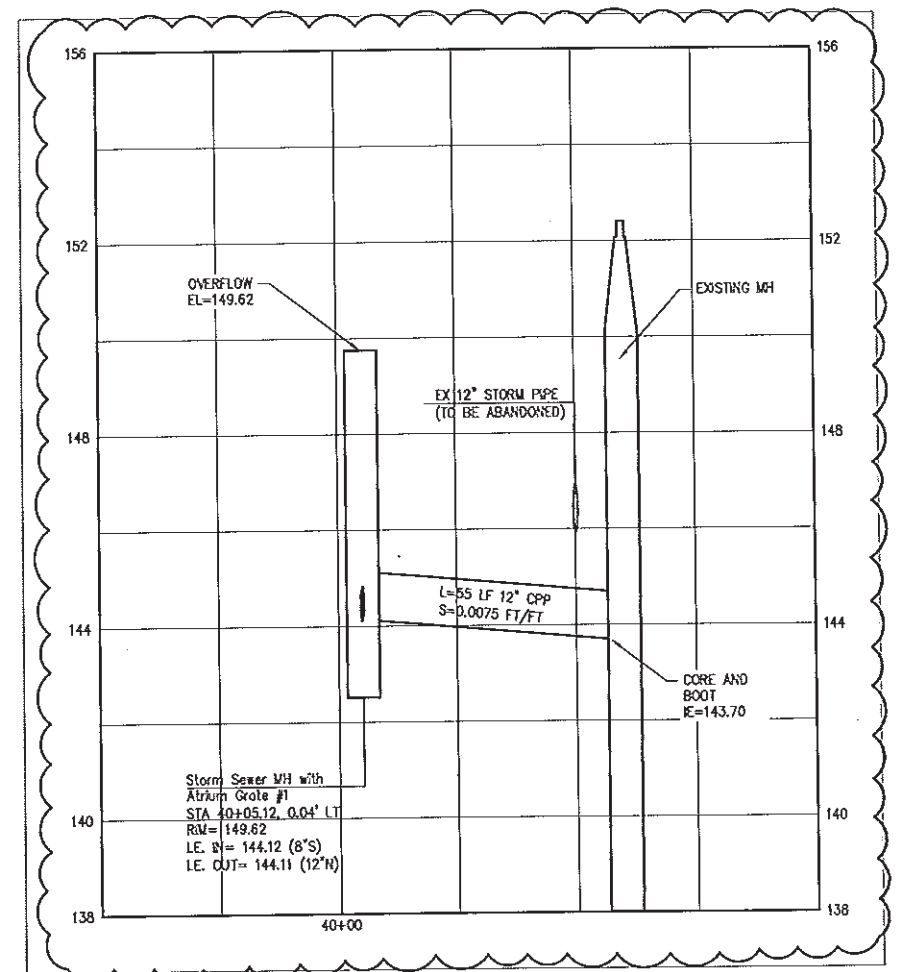 156
156
152
152
OVERFLOW
EL=149.62
EXISTING MH
EX 12" STORM PIPE
(TO BE ABANDONED)
148
148
L=55 LF 12" CPP
S=0.0075 FT/FT
144
144
CORE AND
BOOT
IE=143.70
Storm Sewer MH with
Atrium Grate #1
STA 40+05.12, 0.04' LT
RIM= 149.62
I.E. IN= 144.12 (8"S)
I.E. OUT= 144.11 (12"N)
140
140
138
138
40+00